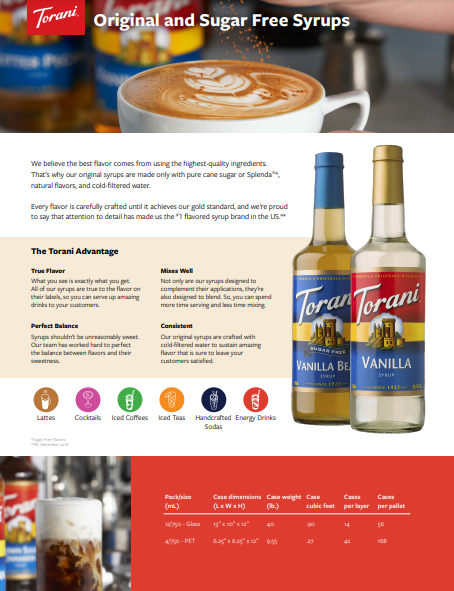 Torani.
Original and Sugar Free Syrups
We believe the best flavor comes from using the highest-quality ingredients.
That's why our original syrups are made only with pure cane sugar or Splenda™*,
natural flavors, and cold-filtered water.
Every flavor is carefully crafted until it achieves our gold standard, and we're proud
to say that attention to detail has made us the #1 flavored syrup brand in the US.**
The Torani Advantage
True Flavor
What you see is exactly what you get.
All of our syrups are true to the flavor on
their labels, so you can serve up amazing
drinks to your customers.
Mixes Well
Not only are our syrups designed to
complement their applications, they're
also designed to blend. So, you can spend
more time serving and less time mixing.
Perfect Balance
Syrups shouldn't be unreasonably sweet.
Our team has worked hard to perfect
the balance between flavors and their
sweetness.
Consistent
Our original syrups are crafted with
cold-filtered water to sustain amazing
flavor that is sure to leave your
customers satisfied.
Torani
SUGAR FREE
VANILLA BE
SYRUP
Torani
VANILLA
SYRUP
SINCE 1925
Lattes
Cocktails
Iced Coffees
Iced Teas
Handcrafted
Sodas
Energy Drinks
*Sugar Free Flavors
Pack/size
(mL)
Case dimensions
(L x W x H)
Case weight
(lb.)
Case
cubic feet
Cases
per layer
Cases
per pallet
12/750 - Glass
13" x 10" x 12"
40
.90
14
56
4/750 - PET
6.25" x 6.25" x 12"
9.55
.27
42
168